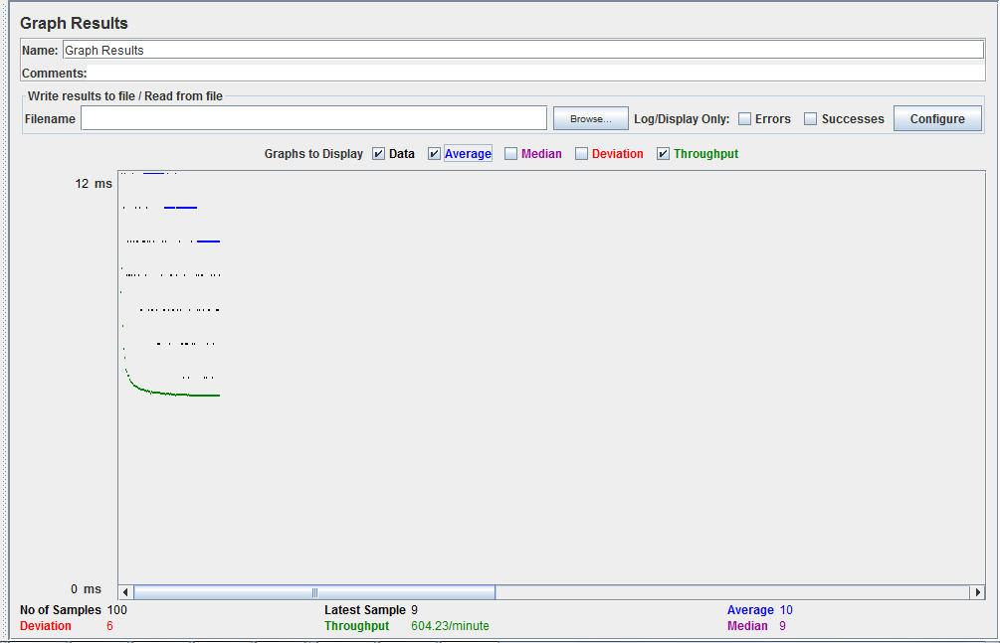 Graph Results
Name: Graph Results
Comments:
Write results to file / Read from file
Filename Browse... Log/Display Only: Errors Successes Configure
Graphs to Display Data Average Median Deviation Throughput
12 ms
0 ms
No of Samples 100 Latest Sample 9 Average 10
Deviation 6 Throughput 604.23/minute Median 9